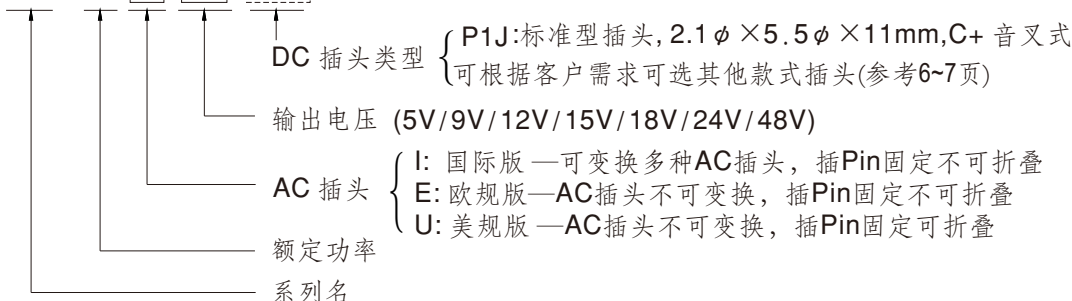 P1J:标准型插头, 2.1φ×5.5φ×11mm,C+ 音叉式
DC 插头类型
可根据客户需求可选其他款式插头(参考6~7页)
输出电压 (5V/9V/12V/15V/18V/24V/48V)
I: 国际版 —可变换多种AC插头，插Pin固定不可折叠
AC 插头
E: 欧规版—AC插头不可变换，插Pin固定不可折叠
U: 美规版 —AC插头不可变换，插Pin固定可折叠
额定功率
系列名